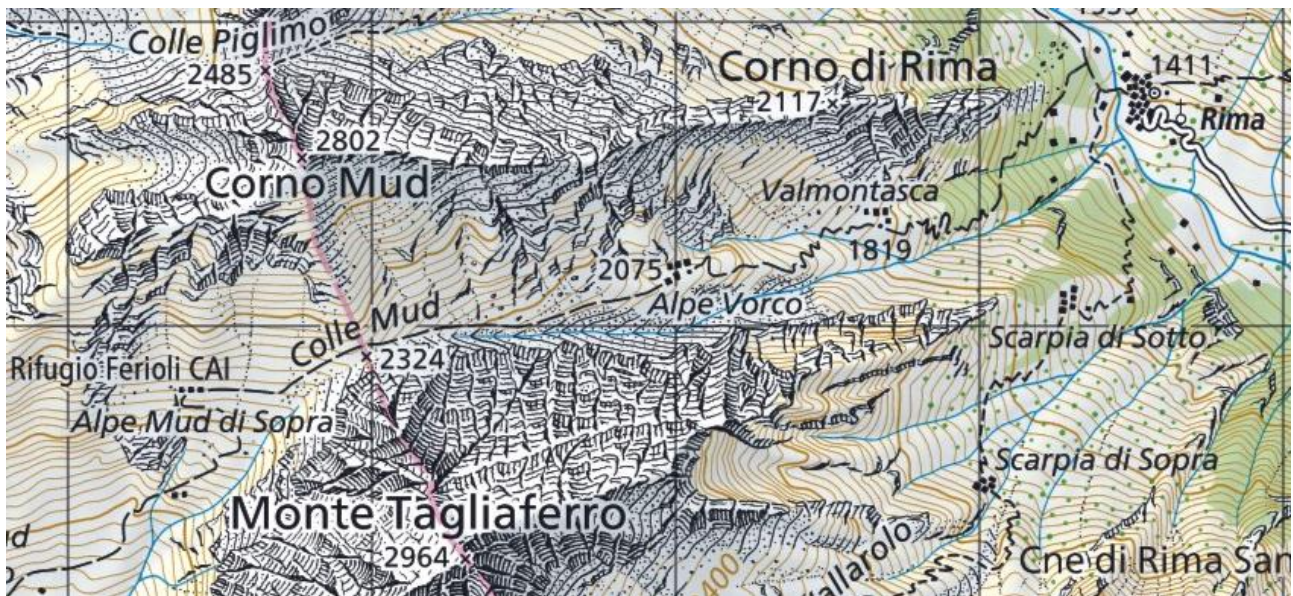 Colle Piglimo
2485
2802
Corno Mud
Corno di Rima
2117
1411
Rima
Valmontasca
1819
2075
Alpe Vorco
Colle Mud
2324
Rifugio Ferioli CAI
Alpe Mud di Sopra
Scarpia di Sotto
Scarpia di Sopra
Monte Tagliaferro
2964
400
Cne di Rima San